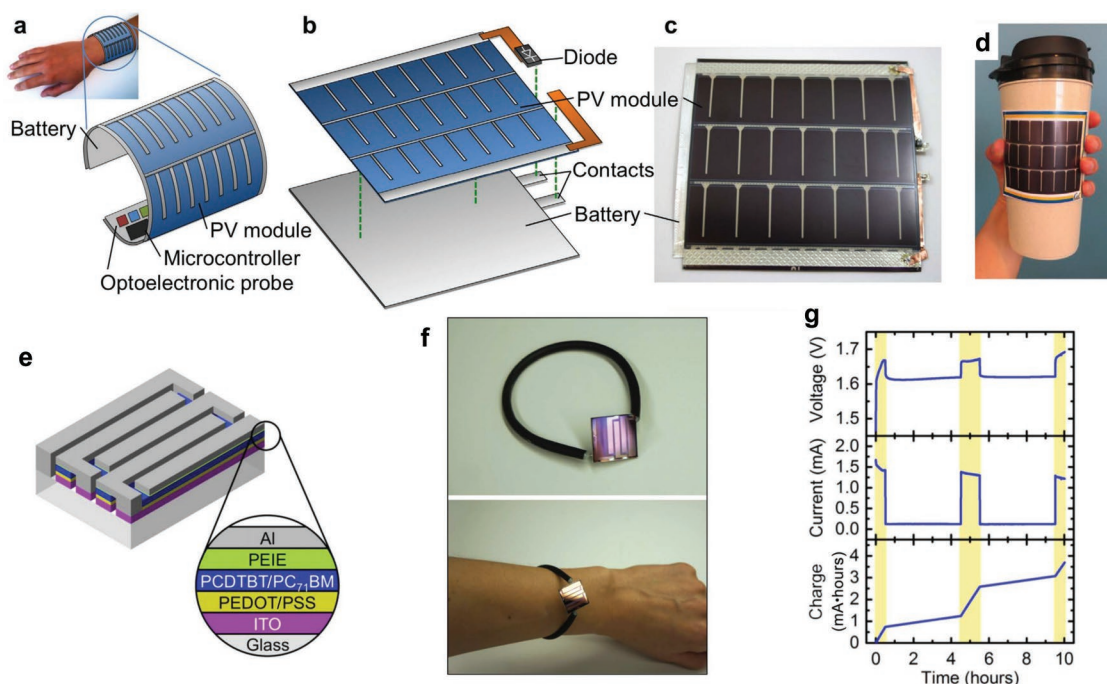 a
Battery
PV module
Microcontroller
Optoelectronic probe
b
Diode
PV module
Contacts
Battery
c
d
e
Al
PEIE
PCDTBT/PC₇₁BM
PEDOT/PSS
ITO
Glass
f
g
Voltage (V)
1.7
1.6
1.5
Current (mA)
2.0
1.5
1.0
0.5
0.0
Charge
(mA•hours)
4
3
2
1
0
0 2 4 6 8 10
Time (hours)